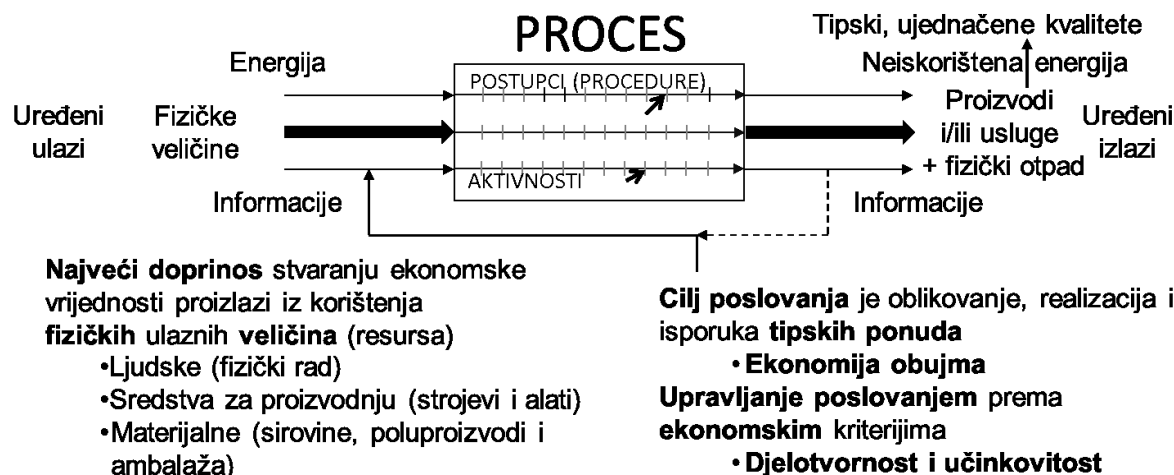 PROCES
Tipski, ujednačene kvalitete
Energija
Neiskorištena energija
POSTUPCI (PROCEDURE)
Uređeni
ulazi
Fizičke
veličine
Proizvodi
i/ili usluge
+ fizički otpad
Uređeni
izlazi
AKTIVNOSTI
Informacije
Informacije
Najveći doprinos stvaranju ekonomske
vrijednosti proizlazi iz korištenja
fizičkih ulaznih veličina (resursa)
•Ljudske (fizički rad)
•Sredstva za proizvodnju (strojevi i alati)
•Materijalne (sirovine, poluproizvodi i
ambalaža)
Cilj poslovanja je oblikovanje, realizacija i
isporuka tipskih ponuda
•Ekonomija obujma
Upravljanje poslovanjem prema
ekonomskim kriterijima
•Djelotvornost i učinkovitost